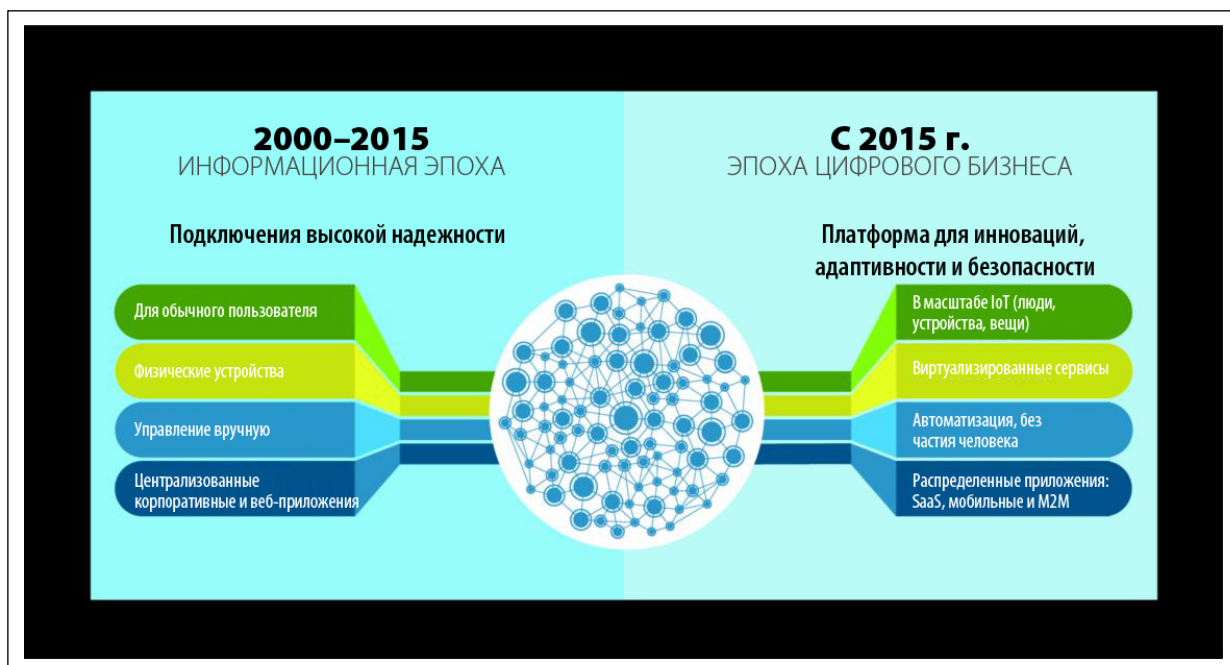 2000–2015
ИНФОРМАЦИОННАЯ ЭПОХА
Подключения высокой надежности
Для обычного пользователя
Физические устройства
Управление вручную
Централизованные
корпоративные и веб-приложения
С 2015 г.
ЭПОХА ЦИФРОВОГО БИЗНЕСА
Платформа для инноваций,
адаптивности и безопасности
В масштабе IoT (люди,
устройства, вещи)
Виртуализированные сервисы
Автоматизация, без
частия человека
Распределенные приложения:
SaaS, мобильные и M2M